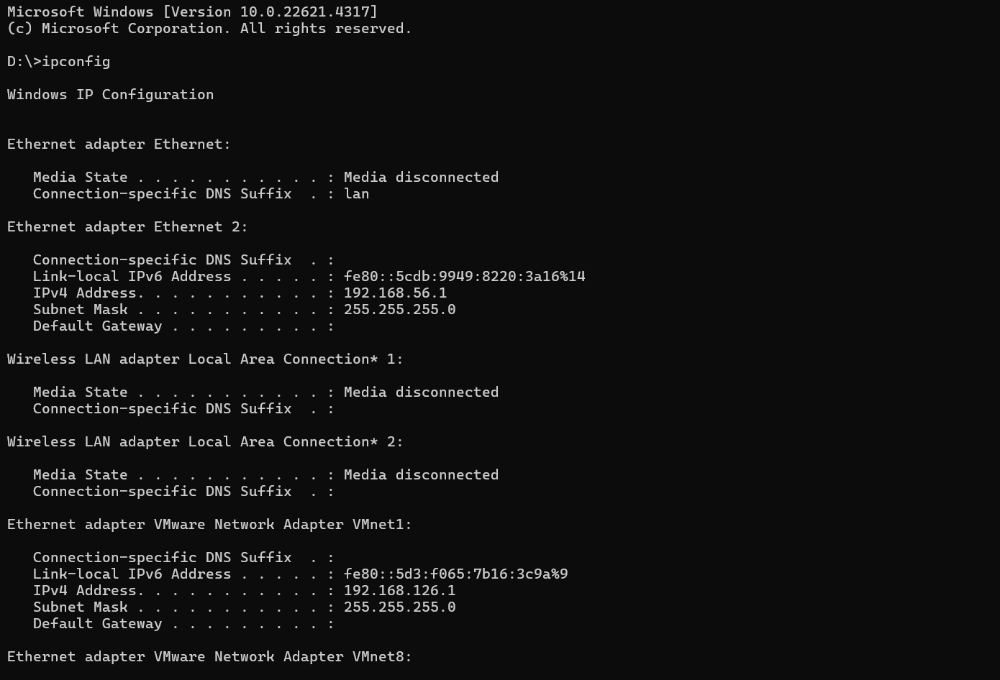 Microsoft Windows [Version 10.0.22621.4317]
(c) Microsoft Corporation. All rights reserved.
D:\>ipconfig
Windows IP Configuration
Ethernet adapter Ethernet:
   Media State . . . . . . . . . . . : Media disconnected
   Connection-specific DNS Suffix  . : lan
Ethernet adapter Ethernet 2:
   Connection-specific DNS Suffix  . :
   Link-local IPv6 Address . . . . . : fe80::5cdb:9949:8220:3a16%14
   IPv4 Address. . . . . . . . . . . : 192.168.56.1
   Subnet Mask . . . . . . . . . . . : 255.255.255.0
   Default Gateway . . . . . . . . . :
Wireless LAN adapter Local Area Connection* 1:
   Media State . . . . . . . . . . . : Media disconnected
   Connection-specific DNS Suffix  . :
Wireless LAN adapter Local Area Connection* 2:
   Media State . . . . . . . . . . . : Media disconnected
   Connection-specific DNS Suffix  . :
Ethernet adapter VMware Network Adapter VMnet1:
   Connection-specific DNS Suffix  . :
   Link-local IPv6 Address . . . . . : fe80::5d3:f065:7b16:3c9a%9
   IPv4 Address. . . . . . . . . . . : 192.168.126.1
   Subnet Mask . . . . . . . . . . . : 255.255.255.0
   Default Gateway . . . . . . . . . :
Ethernet adapter VMware Network Adapter VMnet8: